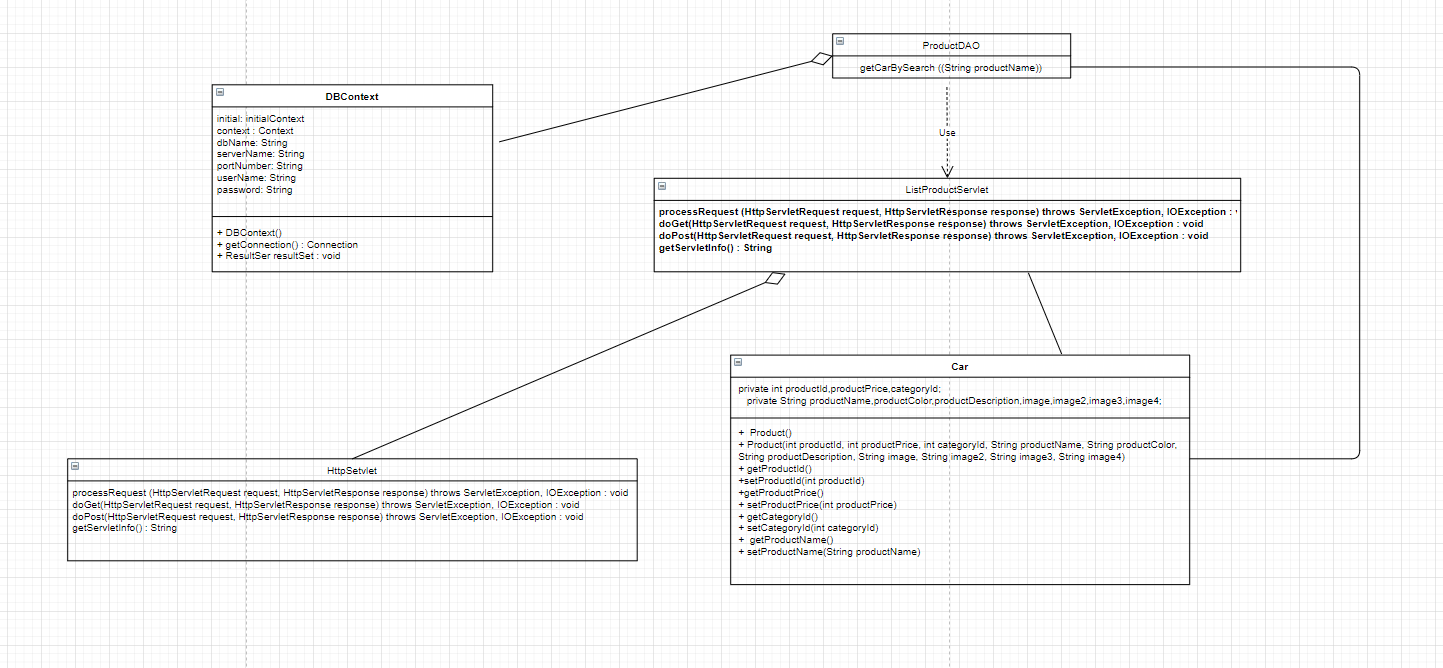 ProductDAO
getCarBySearch ((String productName))
DBContext
initial: initialContext
context : Context
dbName: String
serverName: String
portNumber: String
userName: String
password: String
+ DBContext()
+ getConnection() : Connection
+ ResultSer resultSet : void
Use
ListProductServlet
processRequest (HttpServletRequest request, HttpServletResponse response) throws ServletException, IOException :
doGet(HttpServletRequest request, HttpServletResponse response) throws ServletException, IOException : void
doPost(HttpServletRequest request, HttpServletResponse response) throws ServletException, IOException : void
getServletInfo() : String
Car
private int productId,productPrice,categoryId;
private String productName,productColor,productDescription,image,image2,image3,image4;
+ Product()
+ Product(int productId, int productPrice, int categoryId, String productName, String productColor,
String productDescription, String image, String image2, String image3, String image4)
+ getProductId()
+setProductId(int productId)
+getProductPrice()
+ setProductPrice(int productPrice)
+ getCategoryId()
+ setCategoryId(int categoryId)
+ getProductName()
+ setProductName(String productName)
HttpSetvlet
processRequest (HttpServletRequest request, HttpServletResponse response) throws ServletException, IOException : void
doGet(HttpServletRequest request, HttpServletResponse response) throws ServletException, IOException : void
doPost(HttpServletRequest request, HttpServletResponse response) throws ServletException, IOException : void
getServletInfo() : String